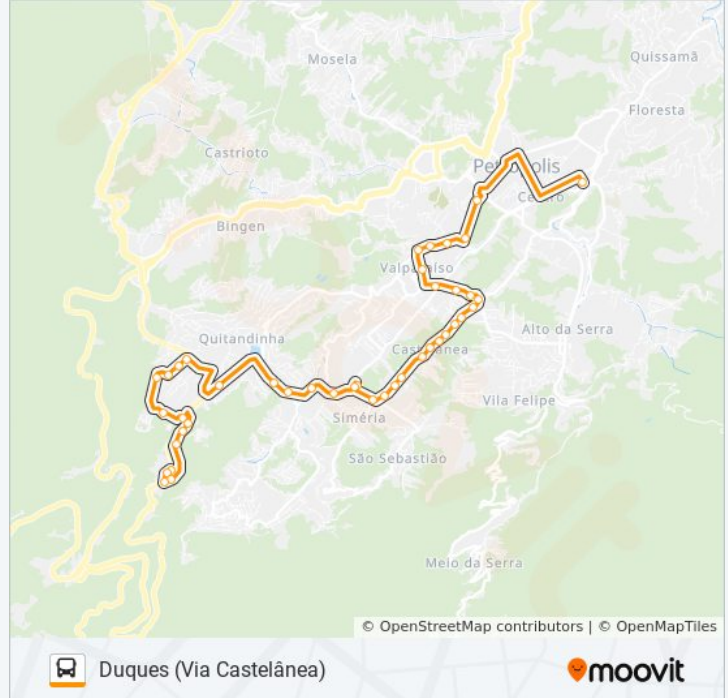 Mosela
Quissamã
Floresta
Castrioto
Petrópolis
Centro
Bingen
Valparaíso
Quitandinha
Alto da Serra
Castelânea
Vila Felipe
Siméria
São Sebastião
Meio da Serra
© OpenStreetMap contributors | © OpenMapTiles
Duques (Via Castelânea)
moovit